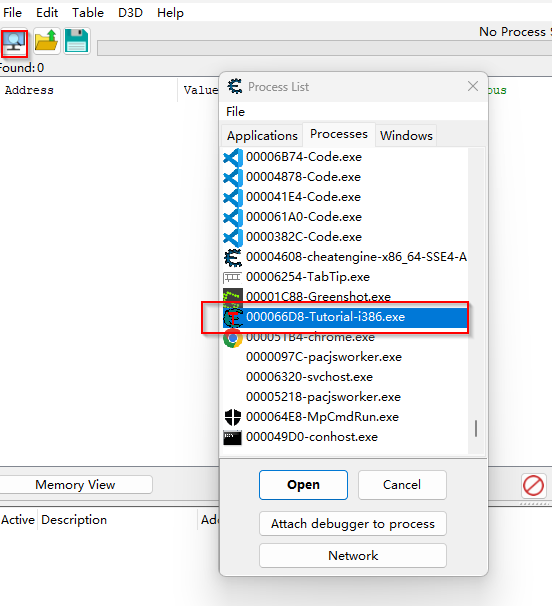 File Edit Table D3D Help
No Process
Found: 0
Address Value
Process List
File
Applications Processes Windows
00006B74-Code.exe
00004878-Code.exe
000041E4-Code.exe
000061A0-Code.exe
0000382C-Code.exe
00004608-cheatengine-x86_64-SSE4-A
00006254-TabTip.exe
00001C88-Greenshot.exe
000066D8-Tutorial-i386.exe
000051B4-chrome.exe
0000097C-pacjsworker.exe
00006320-svchost.exe
00005218-pacjsworker.exe
000064E8-MpCmdRun.exe
000049D0-conhost.exe
Memory View
Open Cancel
Active Description
Attach debugger to process
Network